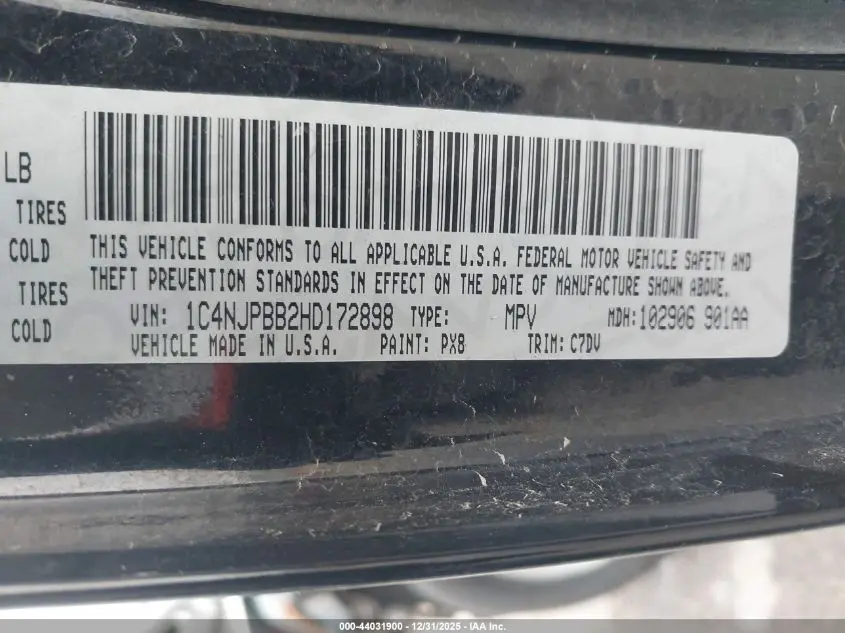 LB
TIRES
COLD
THIS VEHICLE CONFORMS TO ALL APPLICABLE U.S.A. FEDERAL MOTOR VEHICLE SAFETY AND
THEFT PREVENTION STANDARDS IN EFFECT ON THE DATE OF MANUFACTURE SHOWN ABOVE.
TIRES
COLD
VIN: 1C4NJPBB2HD172898 TYPE: MPV MDH: 102906 901AA
VEHICLE MADE IN U.S.A. PAINT: PX8 TRIM: C7DV
000-44031900 - 12/31/2025 - IAA Inc.